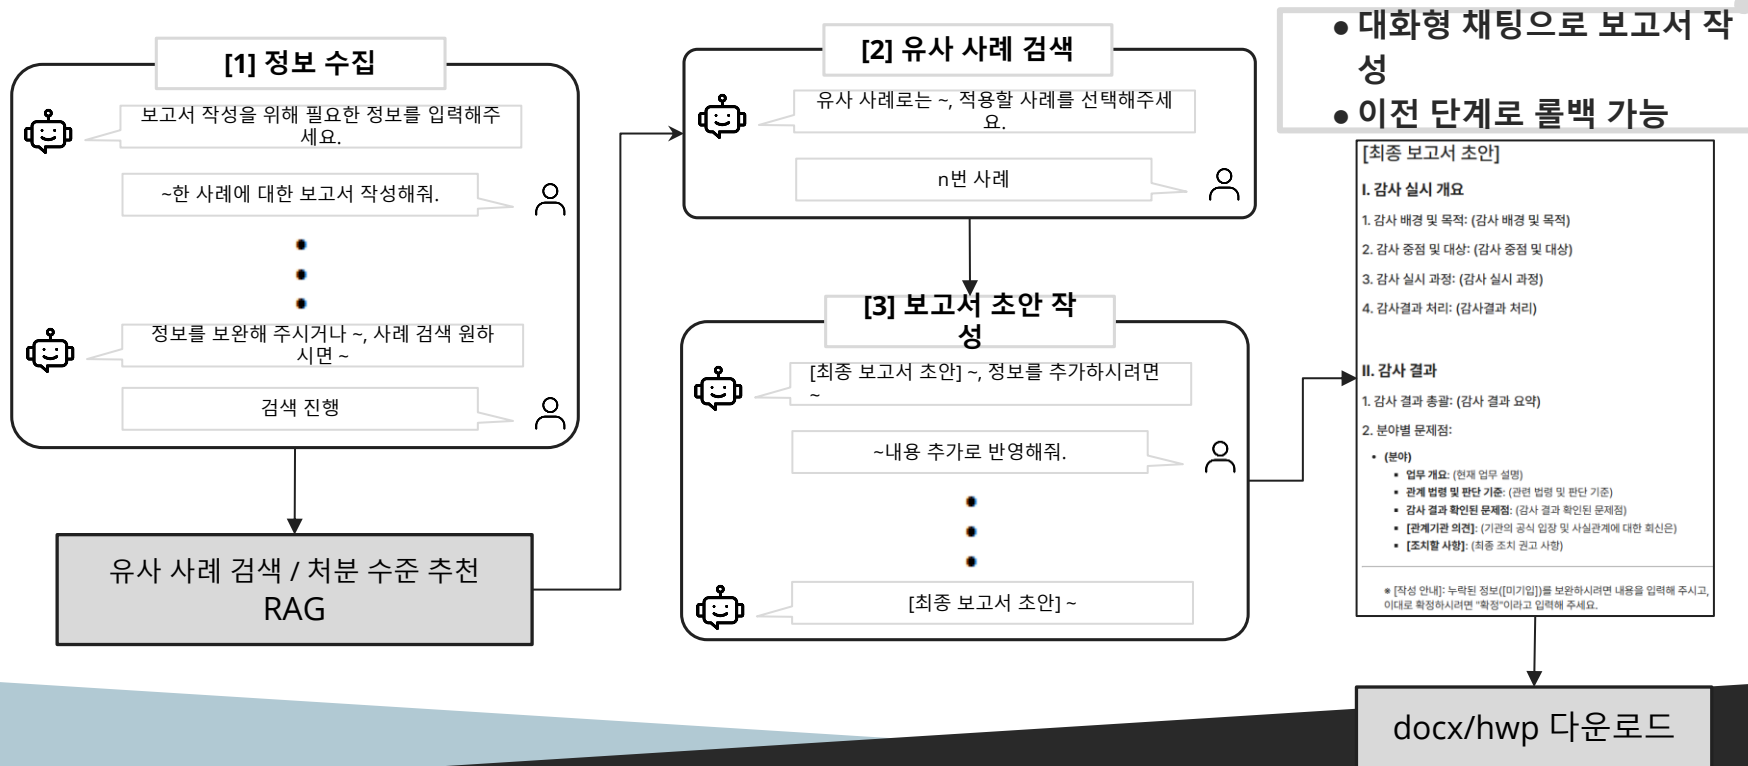 [1] 정보 수집
보고서 작성을 위해 필요한 정보를 입력해주
세요.
~한 사례에 대한 보고서 작성해줘.
정보를 보완해 주시거나 ~, 사례 검색 원하
시면 ~
검색 진행
유사 사례 검색 / 처분 수준 추천
RAG
[2] 유사 사례 검색
유사 사례로는 ~, 적용할 사례를 선택해주세
요.
n번 사례
[3] 보고서 초안 작
성
[최종 보고서 초안] ~, 정보를 추가하시려면
~
~내용 추가로 반영해줘.
[최종 보고서 초안] ~
● 대화형 채팅으로 보고서 작
성
● 이전 단계로 롤백 가능
[최종 보고서 초안]
I. 감사 실시 개요
1. 감사 배경 및 목적: (감사 배경 및 목적)
2. 감사 중점 및 대상: (감사 중점 및 대상)
3. 감사 실시 과정: (감사 실시 과정)
4. 감사결과 처리: (감사결과 처리)
II. 감사 결과
1. 감사 결과 총괄: (감사 결과 요약)
2. 분야별 문제점:
• (분야)
▪ 업무 개요: (현재 업무 설명)
▪ 관계 법령 및 판단 기준: (관련 법령 및 판단 기준)
▪ 감사 결과 확인된 문제점: (감사 결과 확인된 문제점)
▪ [관계기관 의견]: (기관의 공식 입장 및 사실관계에 대한 회신은)
▪ [조치할 사항]: (최종 조치 권고 사항)
※ [작성 안내]: 누락된 정보([미기입])를 보완하시려면 내용을 입력해 주시고,
이대로 확정하시려면 "확정"이라고 입력해 주세요.
docx/hwp 다운로드